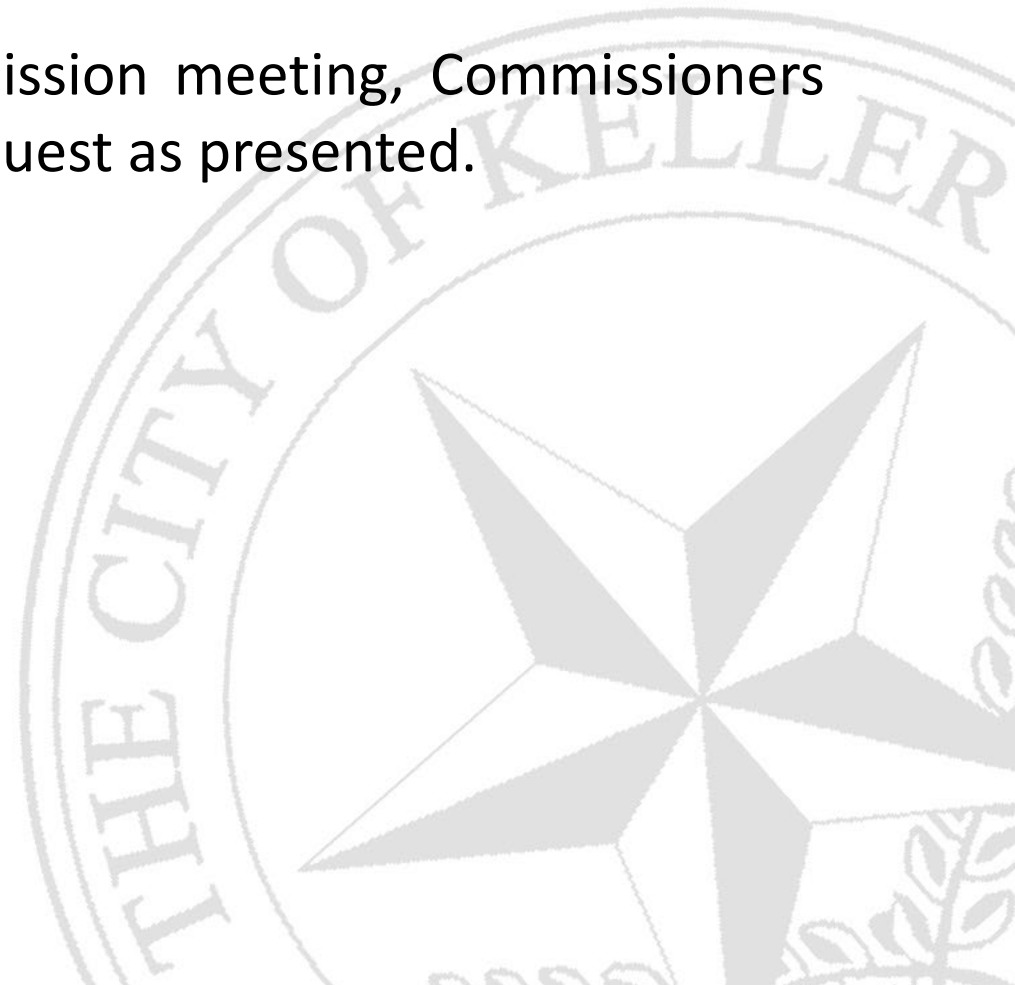 ission meeting, Commissioners
uest as presented.
THE CITY OF KELLER